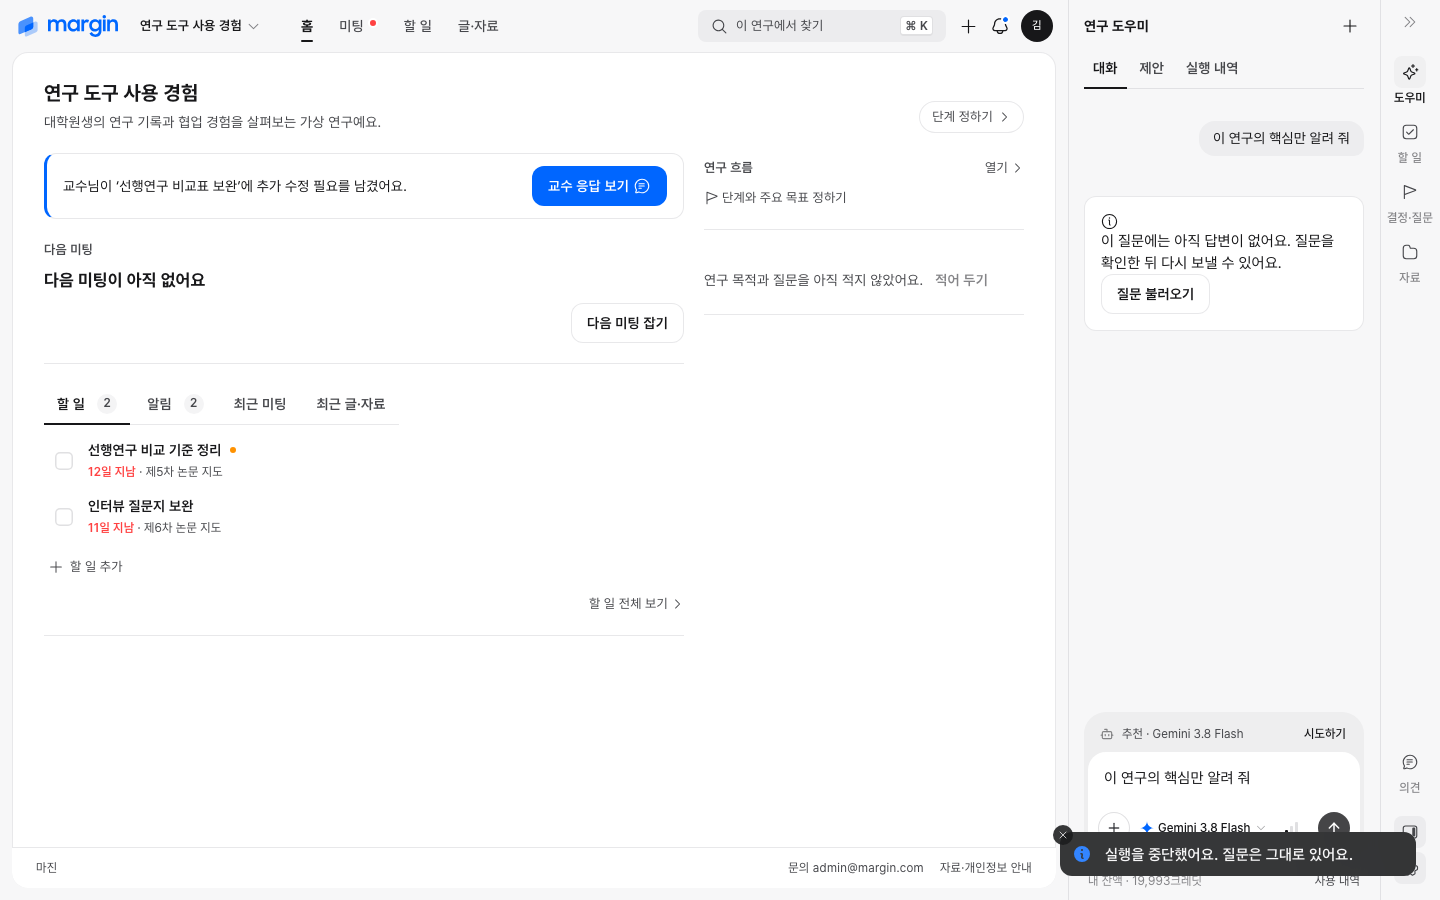 margin
연구 도구 사용 경험
홈
미팅
할 일
글·자료
이 연구에서 찾기
⌘ K
김
연구 도구 사용 경험
대학원생의 연구 기록과 협업 경험을 살펴보는 가상 연구예요.
단계 정하기
교수님이 ‘선행연구 비교표 보완’에 추가 수정 필요를 남겼어요.
교수 응답 보기
연구 흐름
열기
단계와 주요 목표 정하기
연구 목적과 질문을 아직 적지 않았어요. 적어 두기
다음 미팅
다음 미팅이 아직 없어요
다음 미팅 잡기
할 일 2
알림 2
최근 미팅
최근 글·자료
선행연구 비교 기준 정리
12일 지남 · 제5차 논문 지도
인터뷰 질문지 보완
11일 지남 · 제6차 논문 지도
할 일 추가
할 일 전체 보기
마진
문의 admin@margin.com
자료·개인정보 안내
연구 도우미
대화
제안
실행 내역
이 연구의 핵심만 알려 줘
이 질문에는 아직 답변이 없어요. 질문을
확인한 뒤 다시 보낼 수 있어요.
질문 불러오기
추천 · Gemini 3.8 Flash
시도하기
이 연구의 핵심만 알려 줘
Gemini 3.8 Flash
실행을 중단했어요. 질문은 그대로 있어요.
내 잔액 · 19,993크레딧
사용 내역
도우미
할 일
결정·질문
자료
의견